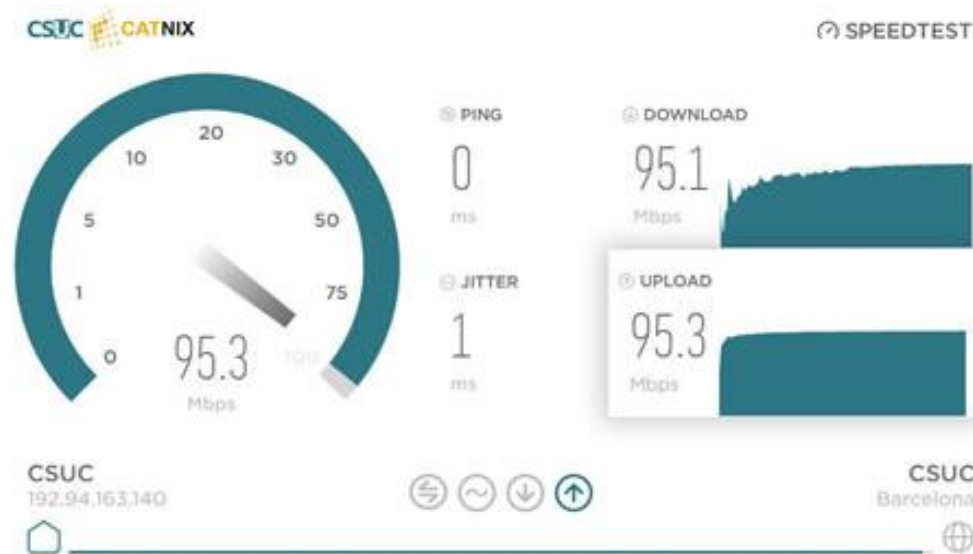 CSUC CATNIX
SPEEDTEST
0
1
5
10
20
30
50
75
100
95.3
Mbps
PING
0
ms
JITTER
1
ms
DOWNLOAD
95.1
Mbps
UPLOAD
95.3
Mbps
CSUC
192.94.163.140
CSUC
Barcelona